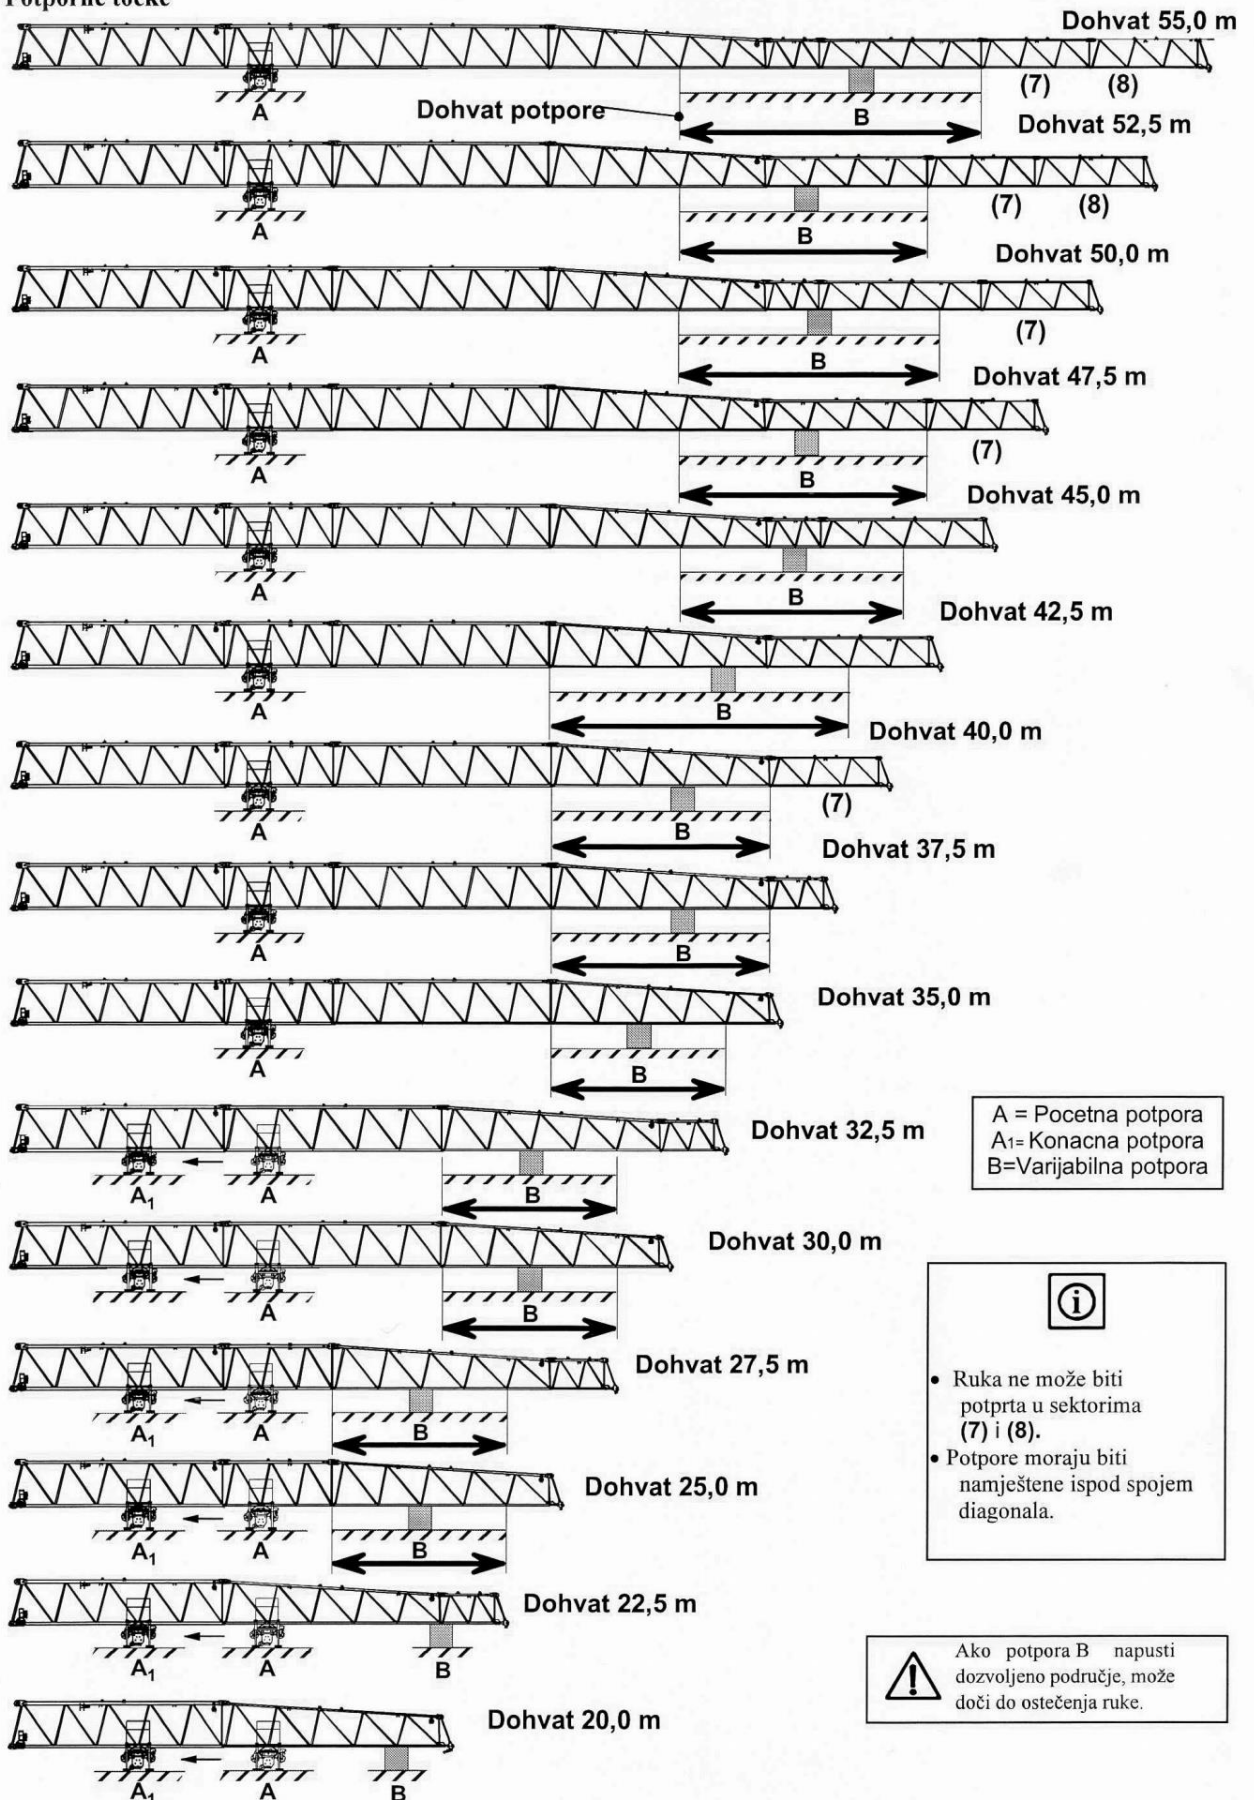 Potporne točke
Dohvat 55,0 m
(7) (8)
A
Dohvat potpore
B
Dohvat 52,5 m
(7) (8)
A
B
Dohvat 50,0 m
(7)
A
B
Dohvat 47,5 m
(7)
A
B
Dohvat 45,0 m
A
B
Dohvat 42,5 m
A
B
Dohvat 40,0 m
(7)
A
B
Dohvat 37,5 m
A
B
Dohvat 35,0 m
A
B
Dohvat 32,5 m
A1 A
B
A = Pocetna potpora
A1= Konacna potpora
B=Varijabilna potpora
Dohvat 30,0 m
A
B
i
Dohvat 27,5 m
A1 A
B
• Ruka ne može biti
potprta u sektorima
(7) i (8).
• Potpore moraju biti
namještene ispod spojem
diagonala.
Dohvat 25,0 m
A1 A
B
Dohvat 22,5 m
A1 A B
Ako potpora B napusti
dozvoljeno područje, može
doči do ostečenja ruke.
Dohvat 20,0 m
A1 A B